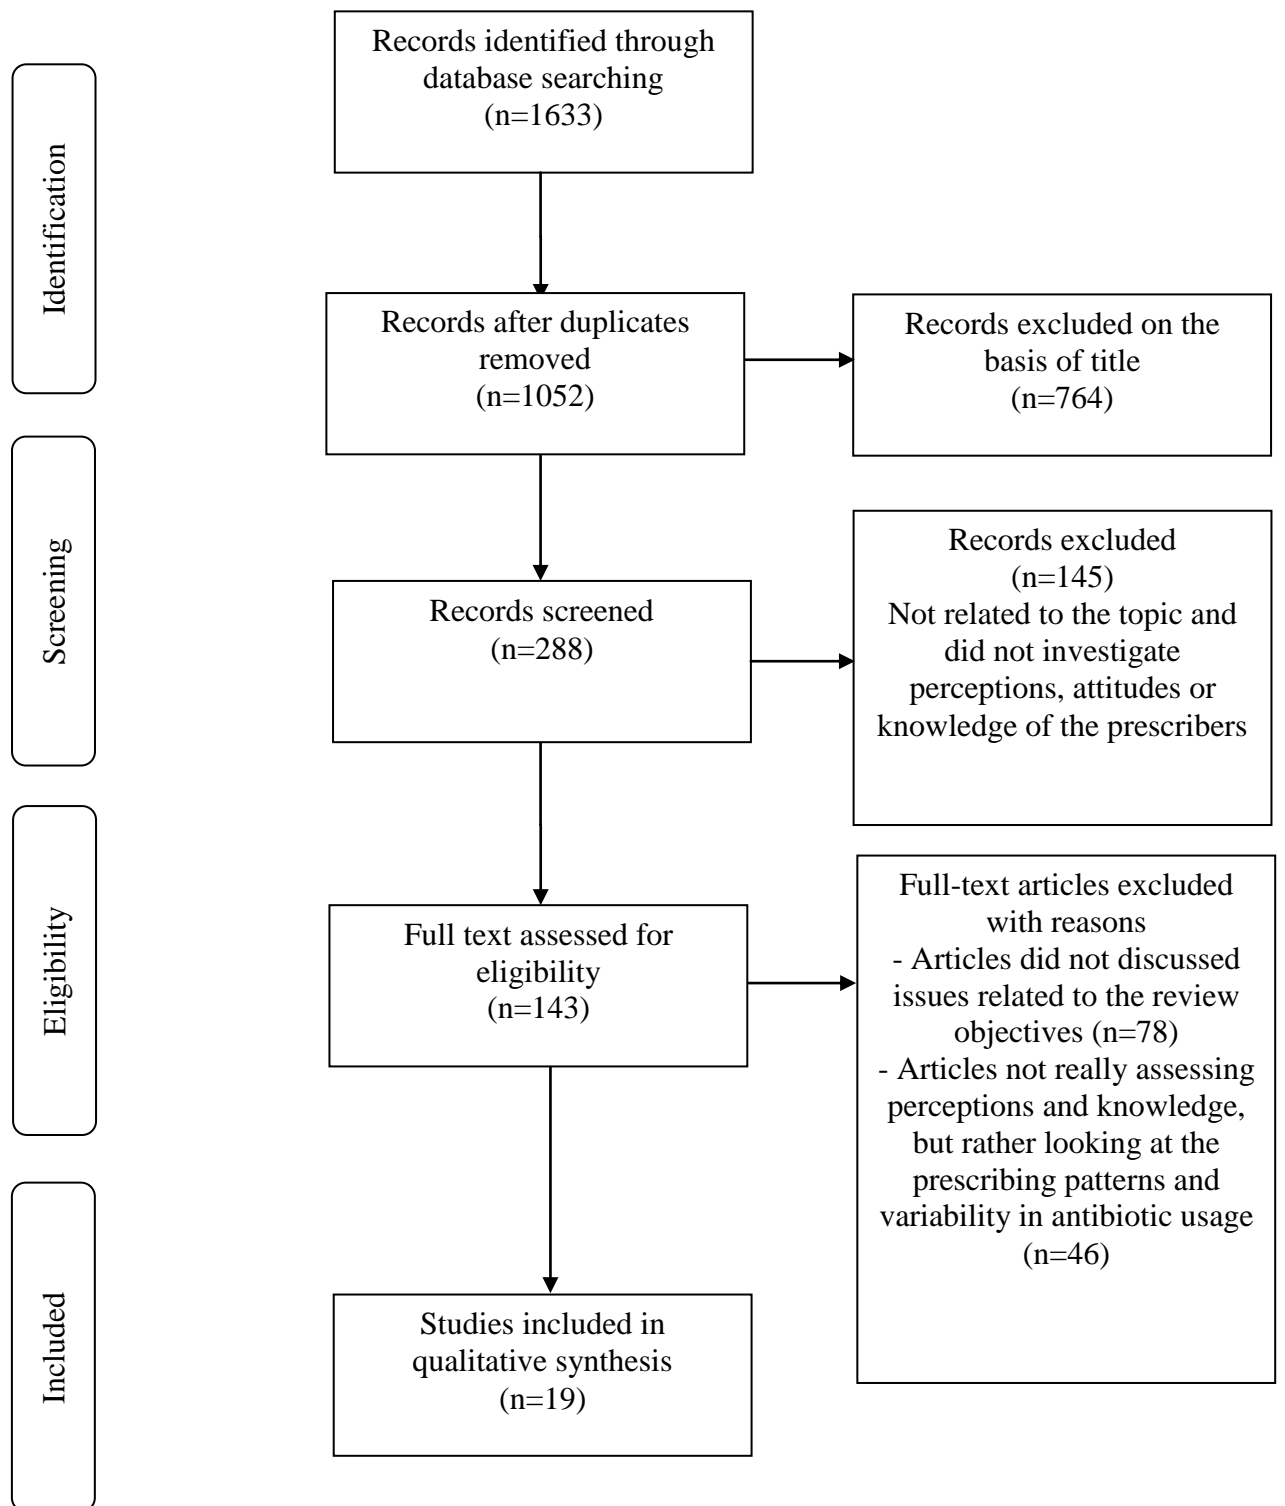 Identification
Records identified through
database searching
(n=1633)
Records after duplicates
removed
(n=1052)
Records excluded on the
basis of title
(n=764)
Screening
Records screened
(n=288)
Records excluded
(n=145)
Not related to the topic and
did not investigate
perceptions, attitudes or
knowledge of the prescribers
Eligibility
Full text assessed for
eligibility
(n=143)
Full-text articles excluded
with reasons
- Articles did not discussed
issues related to the review
objectives (n=78)
- Articles not really assessing
perceptions and knowledge,
but rather looking at the
prescribing patterns and
variability in antibiotic usage
(n=46)
Included
Studies included in
qualitative synthesis
(n=19)